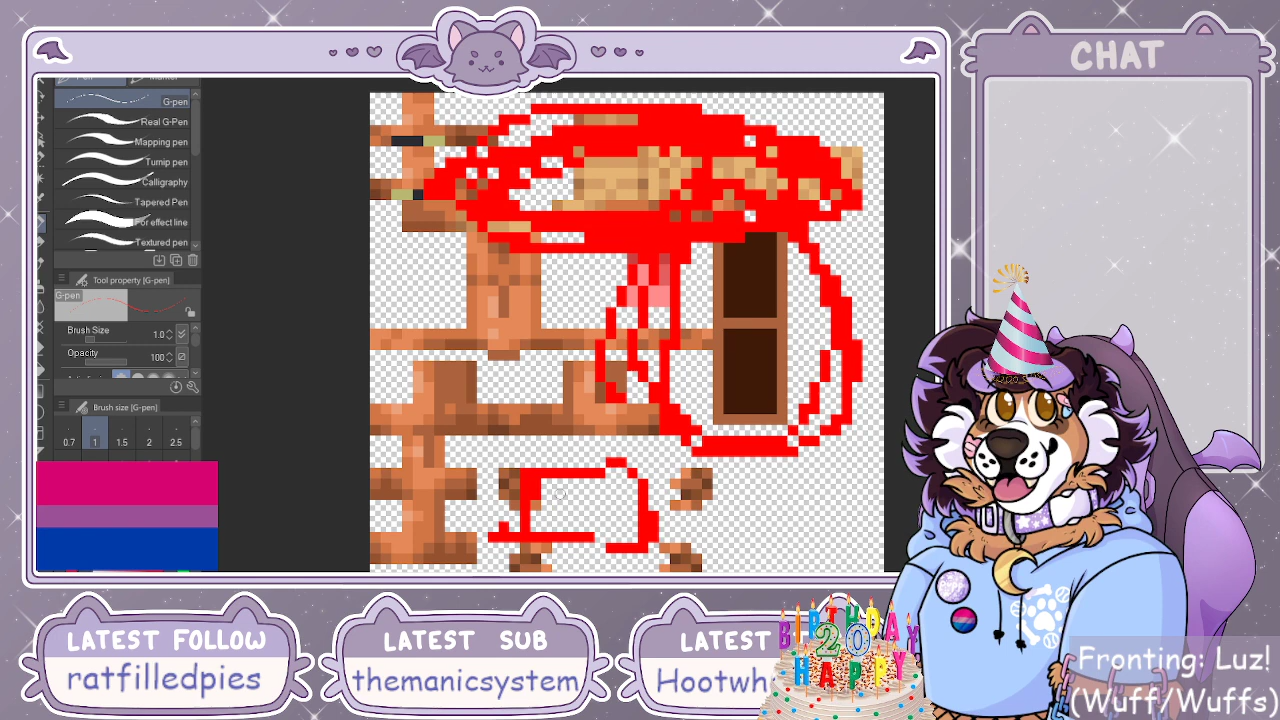 CHAT
G-pen
Real G-Pen
Mapping pen
Turnip pen
Calligraphy
Tapered Pen
For effect line
Textured pen
Tool property [G-pen]
G-pen
Brush Size 1.0
Opacity 100
Brush size [G-pen]
0.7 1 1.5 2 2.5
LATEST FOLLOW
ratfilledpies
LATEST SUB
themanicsystem
LATEST
Hootwh
BIRTHDAY
20
HAPPY
Fronting: Luz!
(Wuff/Wuffs)